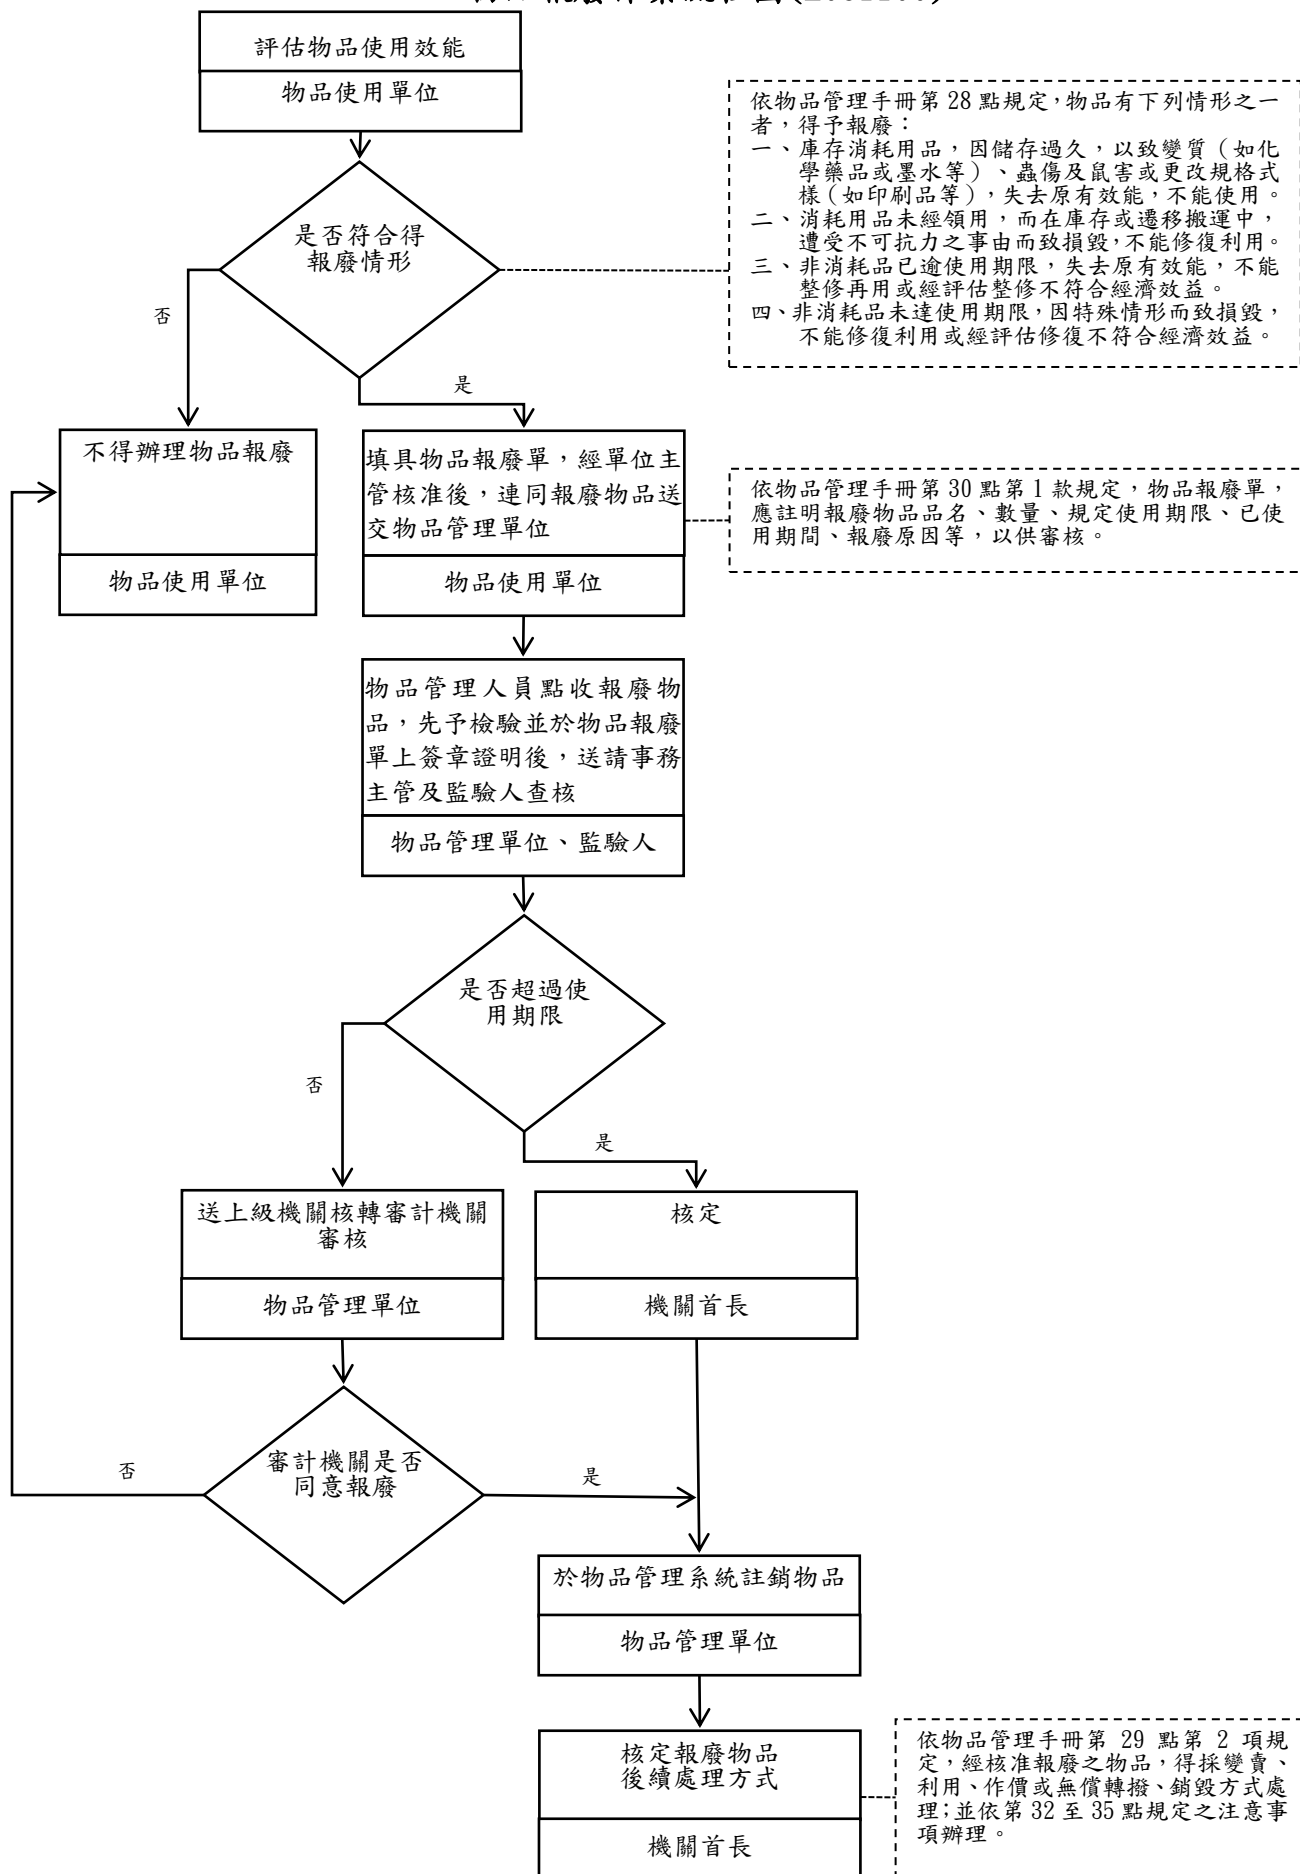 評估物品使用效能
物品使用單位
依物品管理手冊第 28 點規定,物品有下列情形之一
者,得予報廢:
一、庫存消耗用品,因儲存過久,以致變質(如化
學藥品或墨水等)、蟲傷及鼠害或更改規格式
樣(如印刷品等),失去原有效能,不能使用。
二、消耗用品未經領用,而在庫存或遷移搬運中,
遭受不可抗力之事由而致損毀,不能修復利用。
三、非消耗品已逾使用期限,失去原有效能,不能
整修再用或經評估整修不符合經濟效益。
四、非消耗品未達使用期限,因特殊情形而致損毀,
不能修復利用或經評估修復不符合經濟效益。
是否符合得
報廢情形
否
是
不得辦理物品報廢
物品使用單位
填具物品報廢單,經單位主
管核准後,連同報廢物品送
交物品管理單位
物品使用單位
依物品管理手冊第 30 點第 1 款規定,物品報廢單,
應註明報廢物品品名、數量、規定使用期限、已使
用期間、報廢原因等,以供審核。
物品管理人員點收報廢物
品,先予檢驗並於物品報廢
單上簽章證明後,送請事務
主管及監驗人查核
物品管理單位、監驗人
是否超過使
用期限
否
是
送上級機關核轉審計機關
審核
物品管理單位
核定
機關首長
審計機關是否
同意報廢
否
是
於物品管理系統註銷物品
物品管理單位
核定報廢物品
後續處理方式
機關首長
依物品管理手冊第 29 點第 2 項規
定,經核准報廢之物品,得採變賣、
利用、作價或無償轉撥、銷毀方式處
理;並依第 32 至 35 點規定之注意事
項辦理。